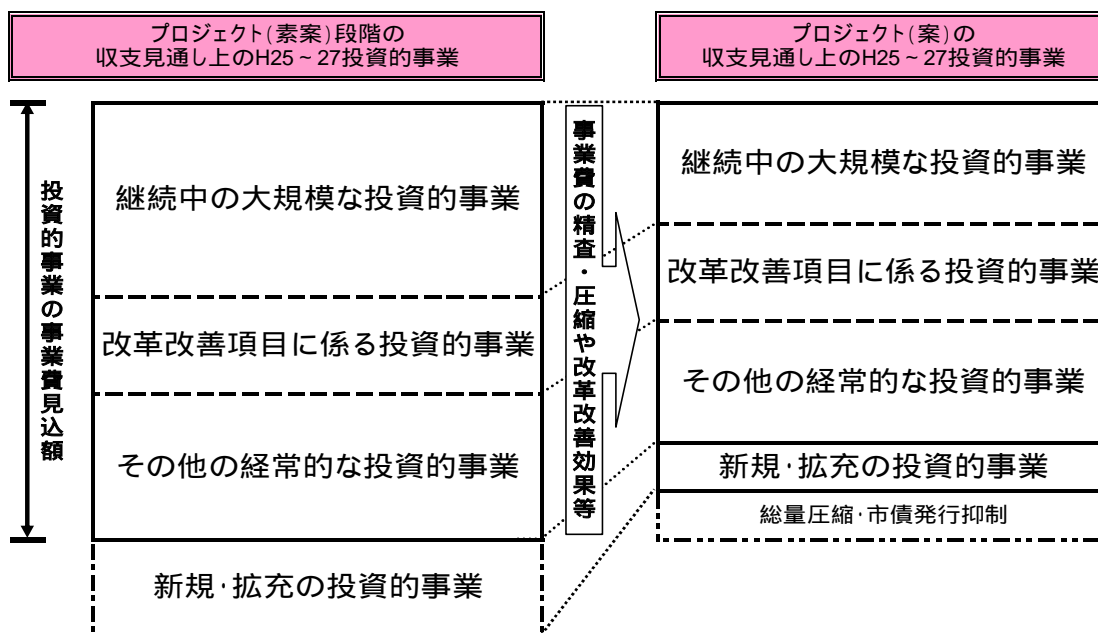 プロジェクト(素案)段階の
収支見通し上のH25~27投資的事業
プロジェクト(案)の
収支見通し上のH25~27投資的事業
投資的事業の事業費見込額
継続中の大規模な投資的事業
改革改善項目に係る投資的事業
その他の経常的な投資的事業
新規・拡充の投資的事業
事業費の精査・圧縮や改革改善効果等
継続中の大規模な投資的事業
改革改善項目に係る投資的事業
その他の経常的な投資的事業
新規・拡充の投資的事業
総量圧縮・市債発行抑制